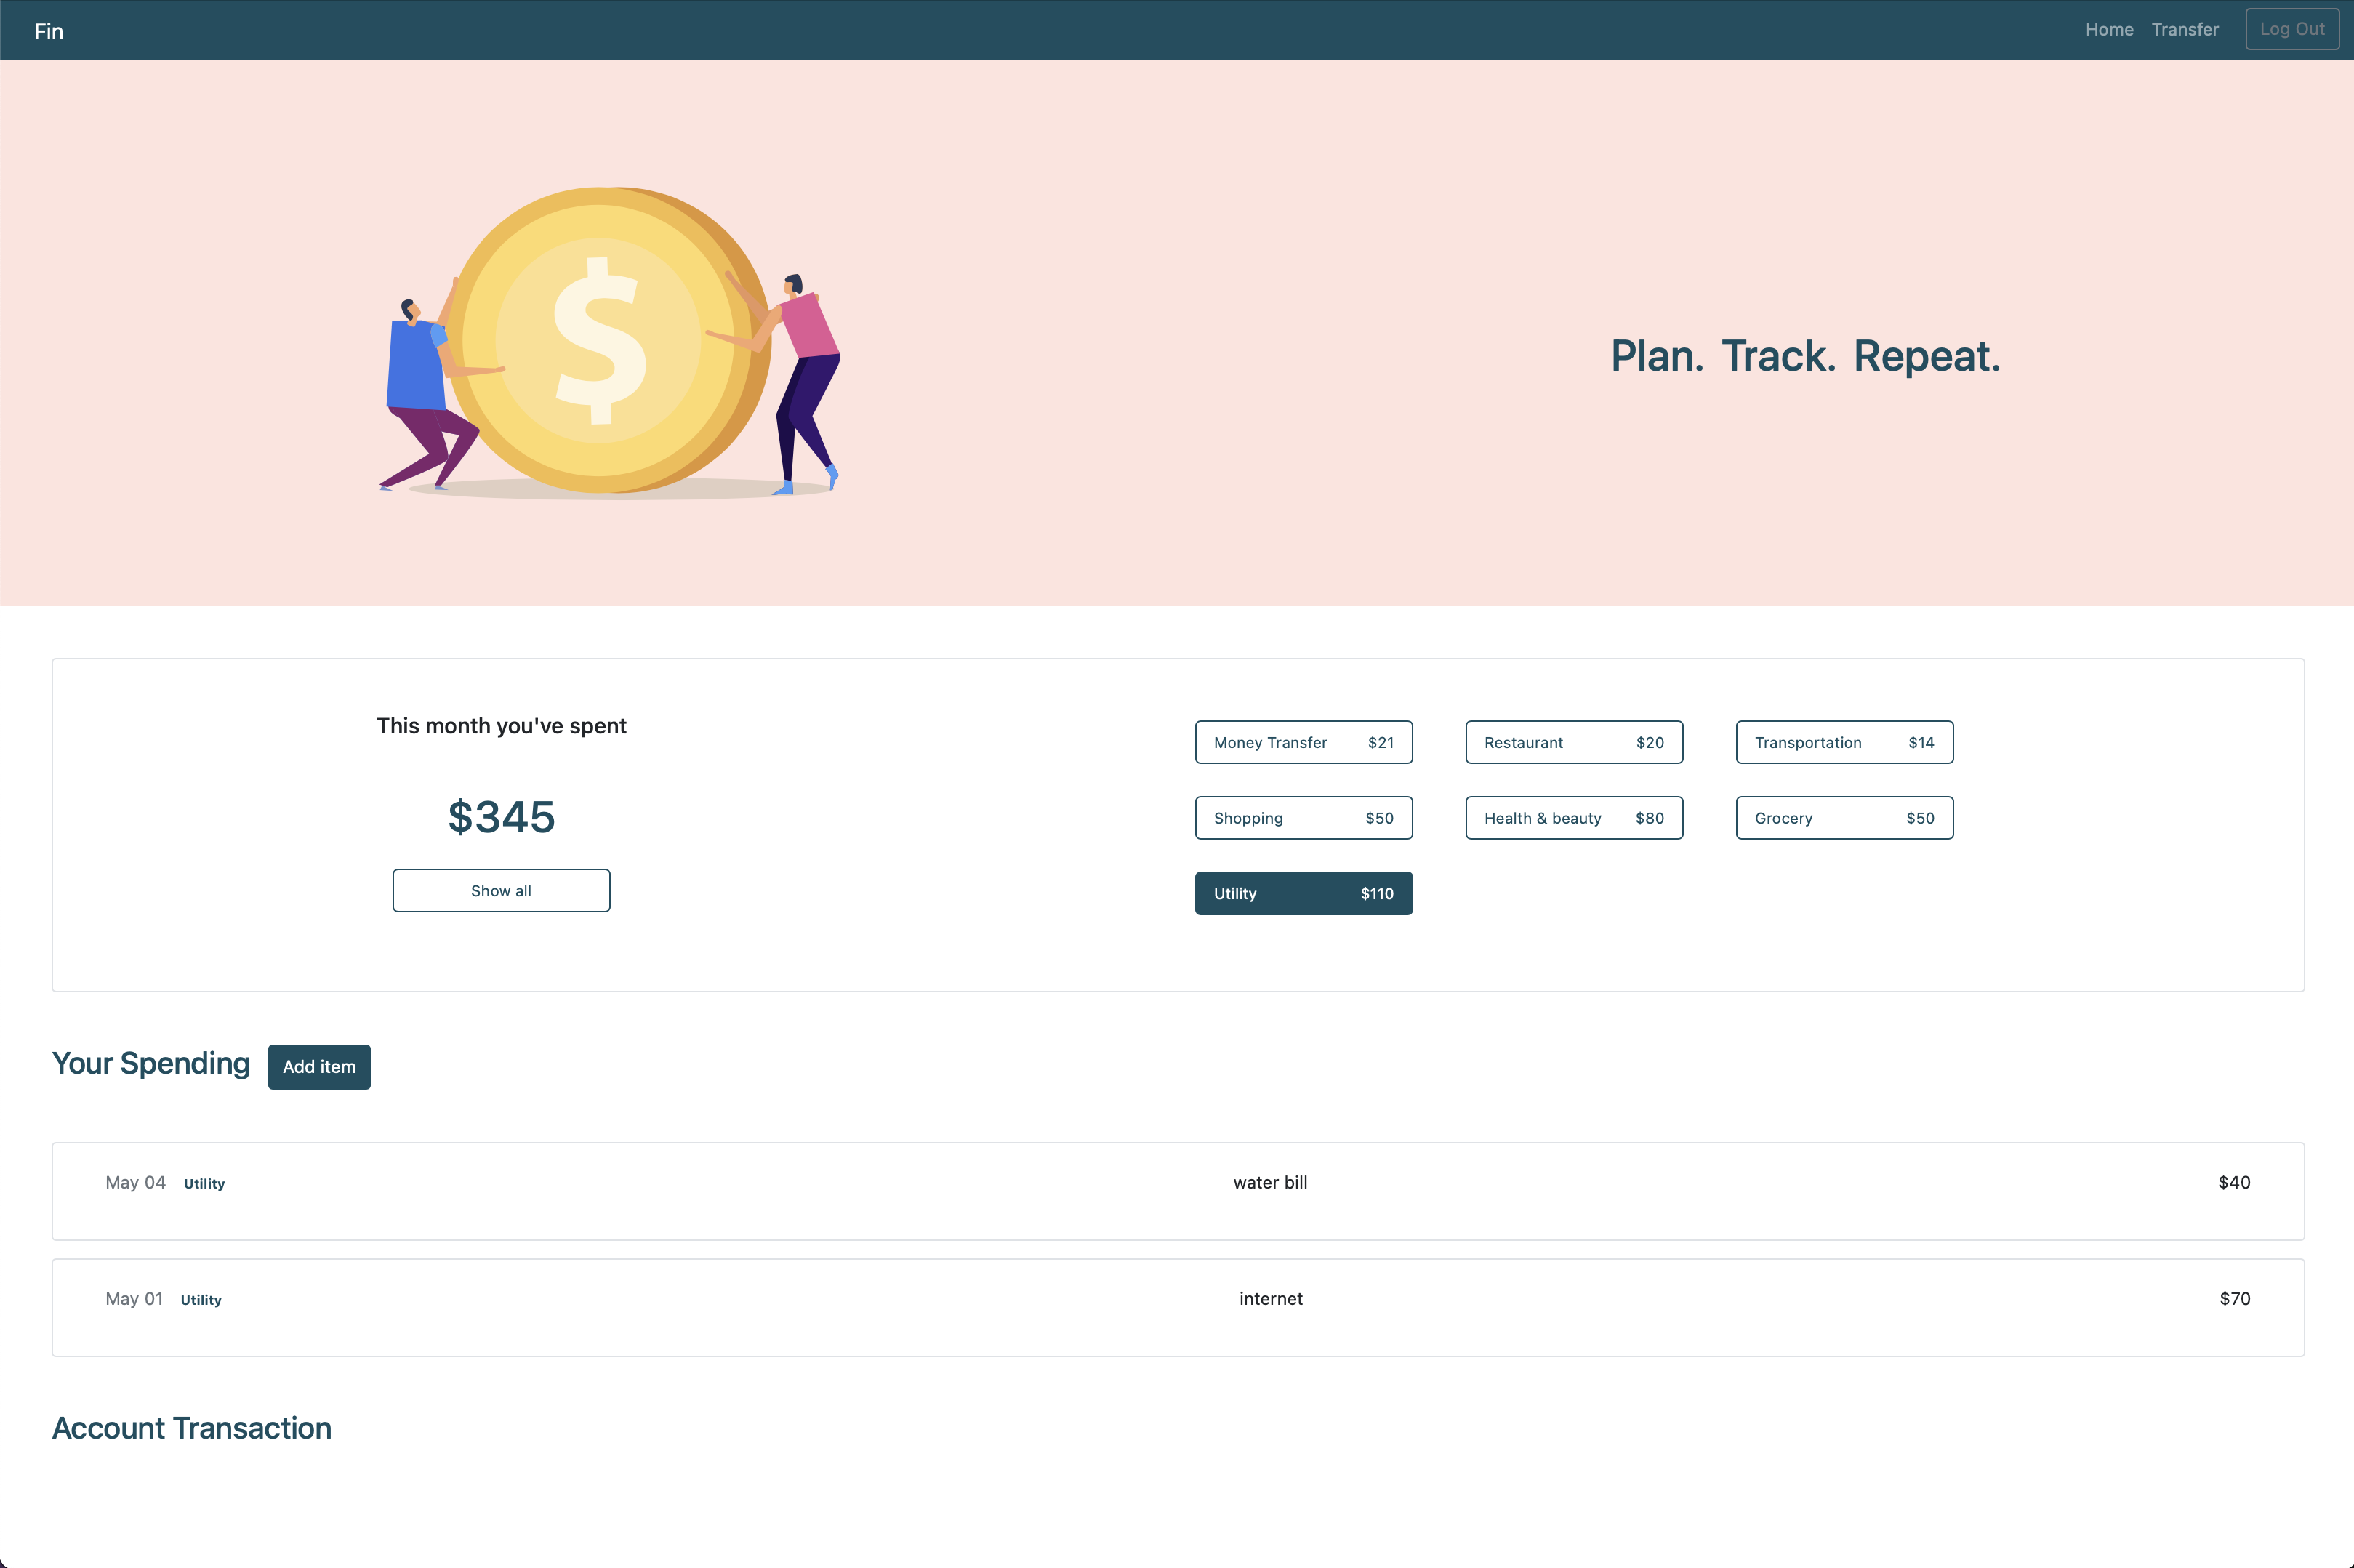 Fin
Home Transfer Log Out
$
Plan. Track. Repeat.
This month you've spent
$345
Show all
Money Transfer $21
Restaurant $20
Transportation $14
Shopping $50
Health & beauty $80
Grocery $50
Utility $110
Your Spending
Add item
May 04 Utility water bill $40
May 01 Utility internet $70
Account Transaction